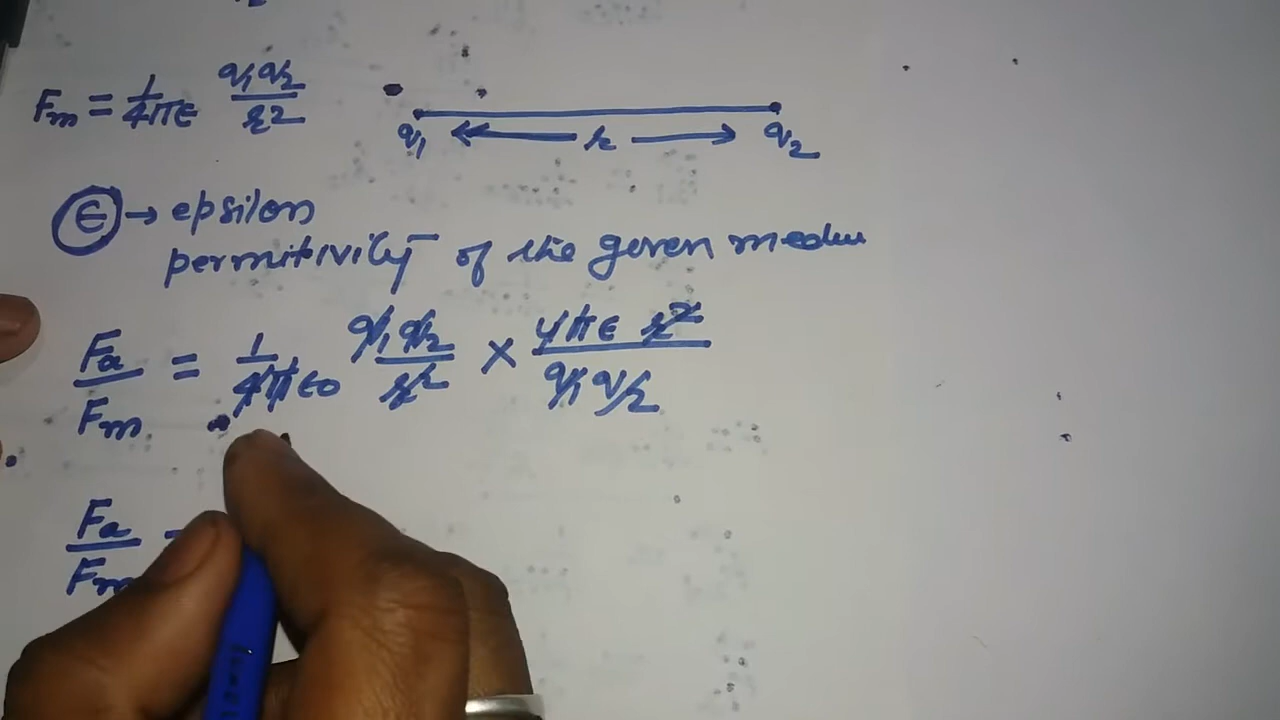 Fm = 1/4πϵ q1q2/r2
q1 r q2
ϵ → epsilon
permitivity of the given
Fa/Fm = 1/4πϵ0 q1q2/r2 × 4πϵ r2/q1q2
Fa/Fm